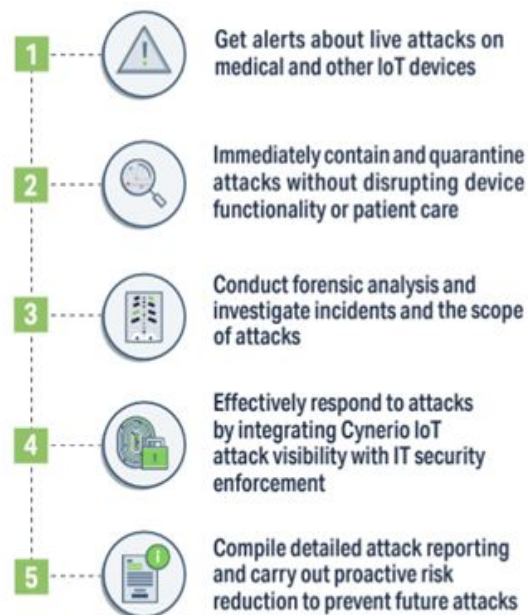 1
Get alerts about live attacks on
medical and other IoT devices
2
Immediately contain and quarantine
attacks without disrupting device
functionality or patient care
3
Conduct forensic analysis and
investigate incidents and the scope
of attacks
4
Effectively respond to attacks
by integrating Cynerio IoT
attack visibility with IT security
enforcement
5
Compile detailed attack reporting
and carry out proactive risk
reduction to prevent future attacks